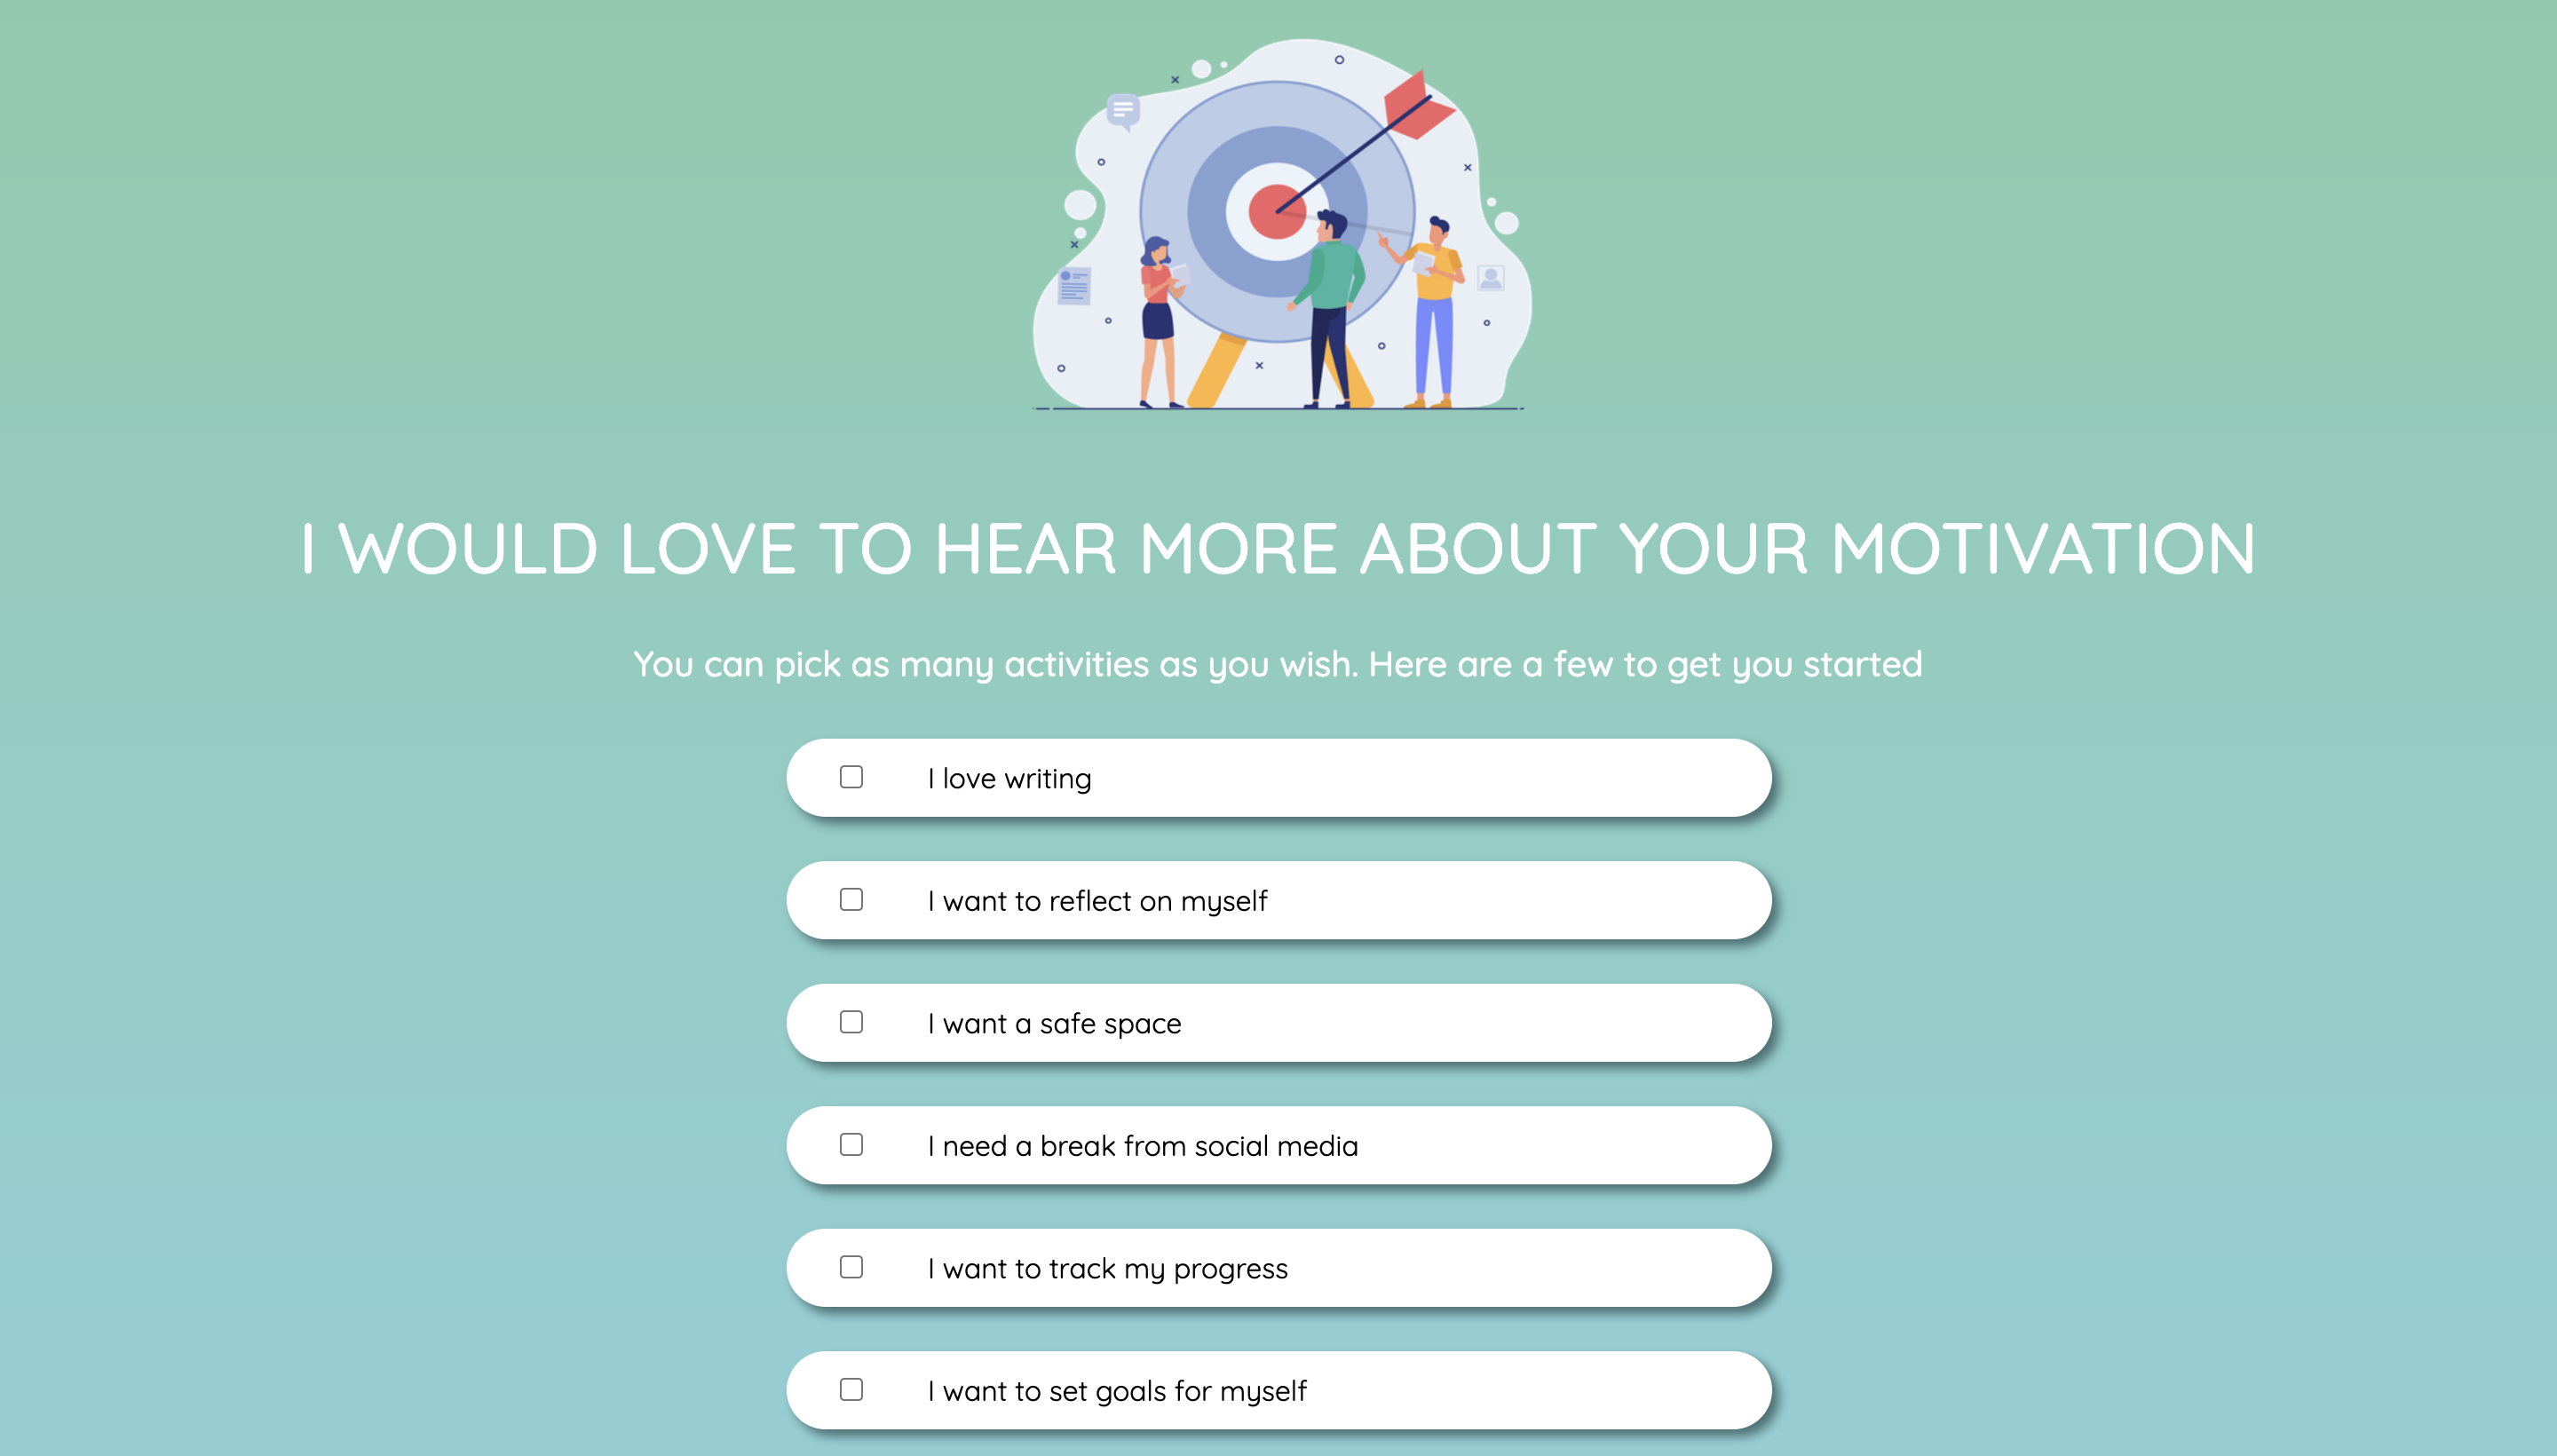 I WOULD LOVE TO HEAR MORE ABOUT YOUR MOTIVATION
You can pick as many activities as you wish. Here are a few to get you started
I love writing
I want to reflect on myself
I want a safe space
I need a break from social media
I want to track my progress
I want to set goals for myself